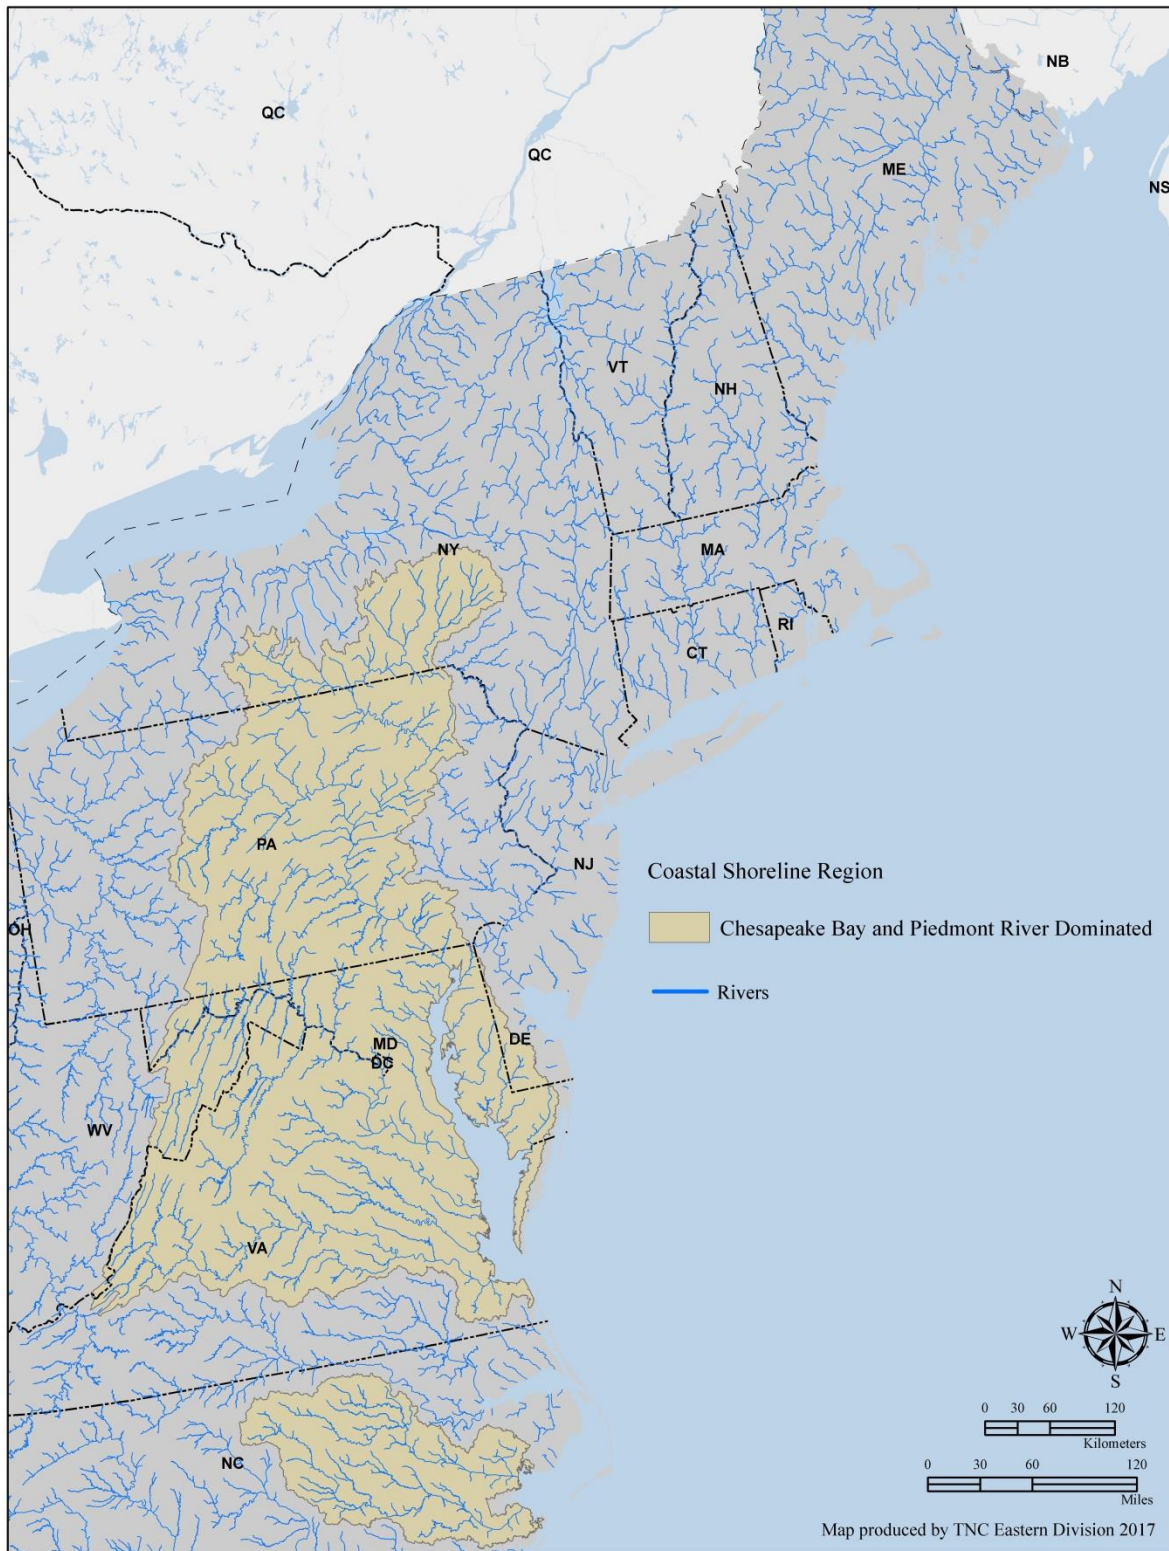 NB
QC
QC
ME
NS
VT
NH
NY
MA
RI
CT
PA
NJ
Coastal Shoreline Region
Chesapeake Bay and Piedmont River Dominated
OH
Rivers
MD
DE
DC
WV
VA
N
W E
S
0 30 60 120
Kilometers
NC
0 30 60 120
Miles
Map produced by TNC Eastern Division 2017